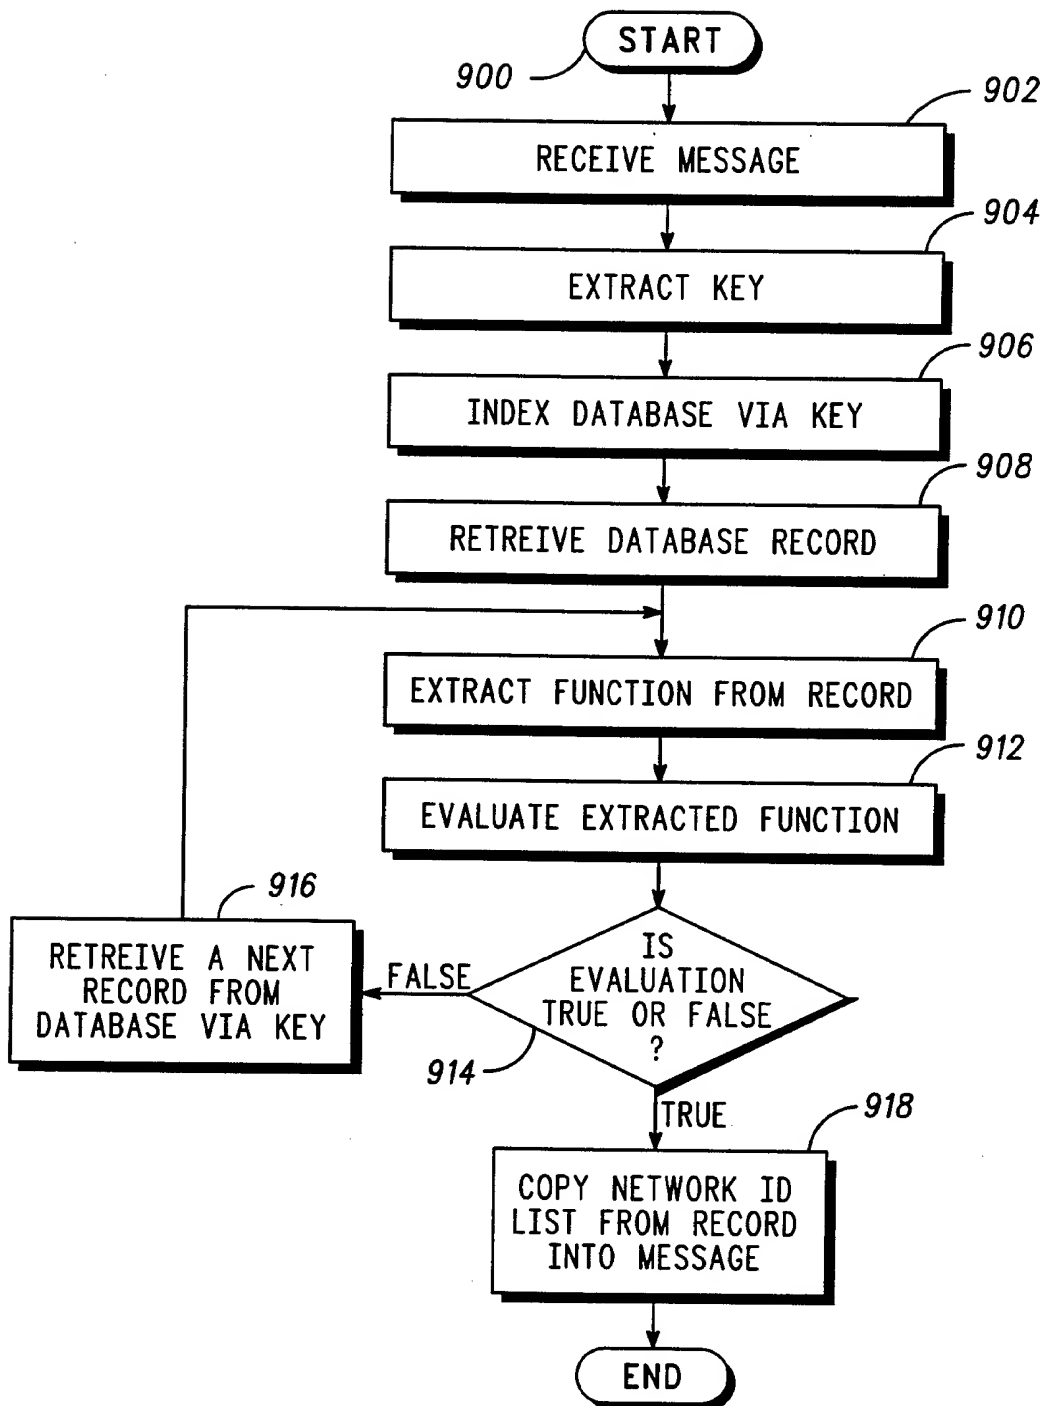 START
900
902
RECEIVE MESSAGE
904
EXTRACT KEY
906
INDEX DATABASE VIA KEY
908
RETREIVE DATABASE RECORD
910
EXTRACT FUNCTION FROM RECORD
912
EVALUATE EXTRACTED FUNCTION
916
RETREIVE A NEXT
RECORD FROM
DATABASE VIA KEY
FALSE
IS
EVALUATION
TRUE OR FALSE
?
914
TRUE
918
COPY NETWORK ID
LIST FROM RECORD
INTO MESSAGE
END